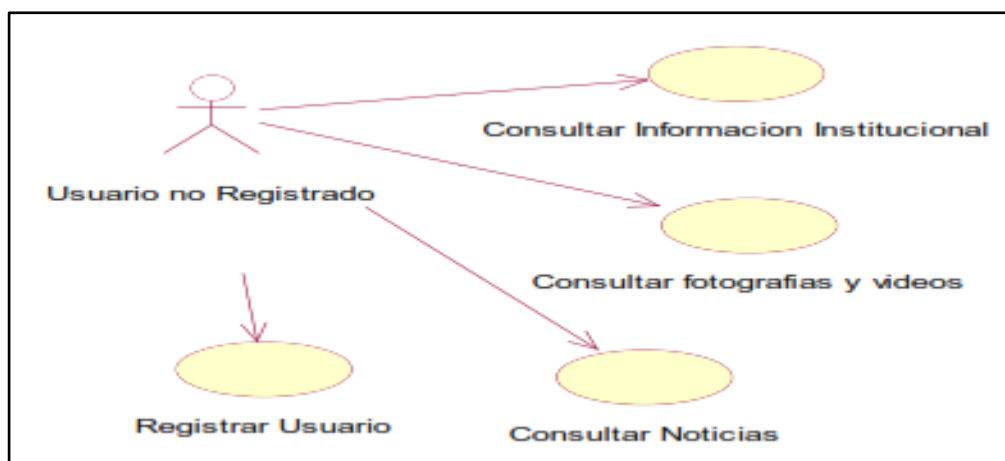 Consultar Informacion Institucional
Usuario no Registrado
Consultar fotografias y videos
Registrar Usuario
Consultar Noticias